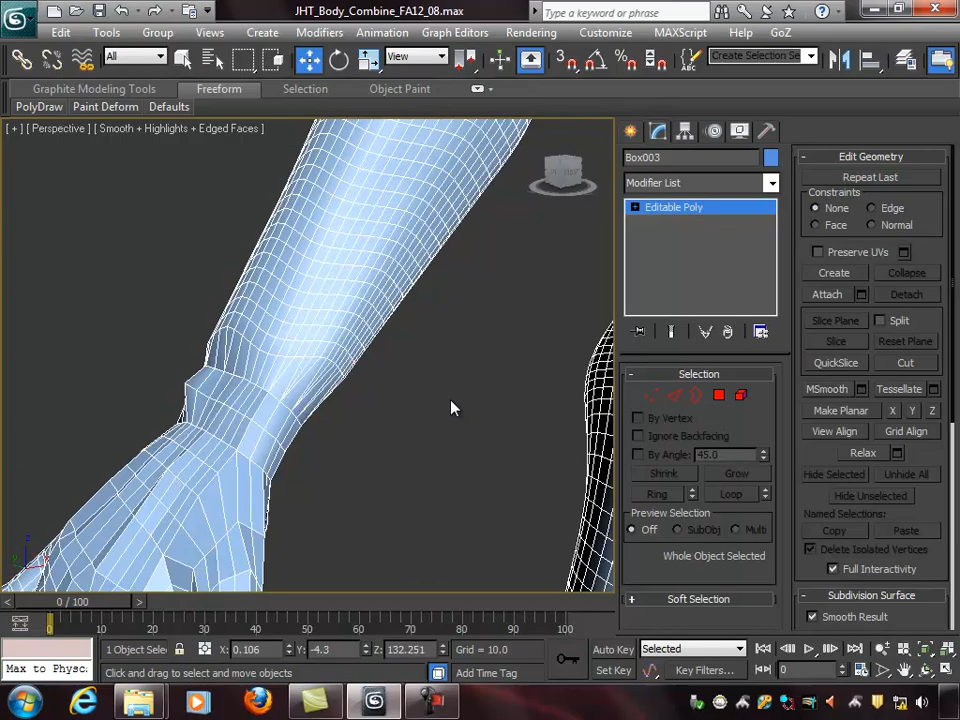 JHT_Body_Combine_FA12_08.max
Type a keyword or phrase
Edit Tools Group Views Create Modifiers Animation Graph Editors Rendering Customize MAXScript Help GoZ
All View 3 Create Selection Se
Graphite Modeling Tools Freeform Selection Object Paint
PolyDraw Paint Deform Defaults
[ + ] [ Perspective ] [ Smooth + Highlights + Edged Faces ]
Box003
Modifier List
Editable Poly
Selection
By Vertex
Ignore Backfacing
By Angle: 45.0
Shrink Grow
Ring Loop
Preview Selection
Off SubObj Multi
Whole Object Selected
Soft Selection
Edit Geometry
Repeat Last
Constraints
None Edge
Face Normal
Preserve UVs
Create Collapse
Attach Detach
Slice Plane Split
Slice Reset Plane
QuickSlice Cut
MSmooth Tessellate
Make Planar X Y Z
View Align Grid Align
Relax
Hide Selected Unhide All
Hide Unselected
Named Selections:
Copy Paste
Delete Isolated Vertices
Full Interactivity
Subdivision Surface
Smooth Result
0 / 100
0 10 20 30 40 50 60 70 80 90 100
1 Object Sele X: 0.106 Y: -4.3 Z: 132.251 Grid = 10.0 Auto Key Selected
Max to Physc Click and drag to select and move objects Add Time Tag Set Key Key Filters... 0